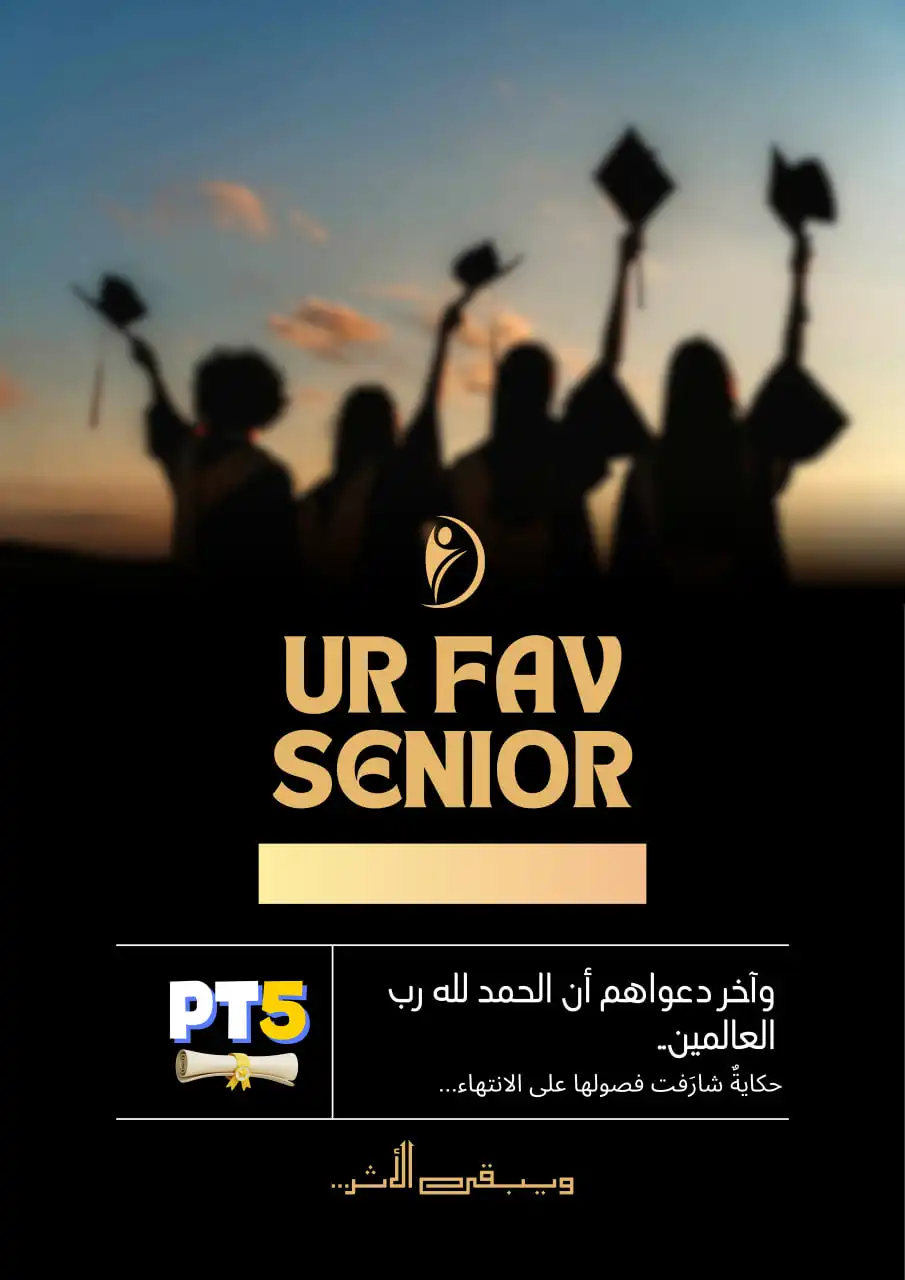 UR FAV
SENIOR
PT5
وآخر دعواهم أن الحمد لله رب
العالمين..
حكايةٌ شارَفت فصولها على الانتهاء...
ويبقى الأثر...